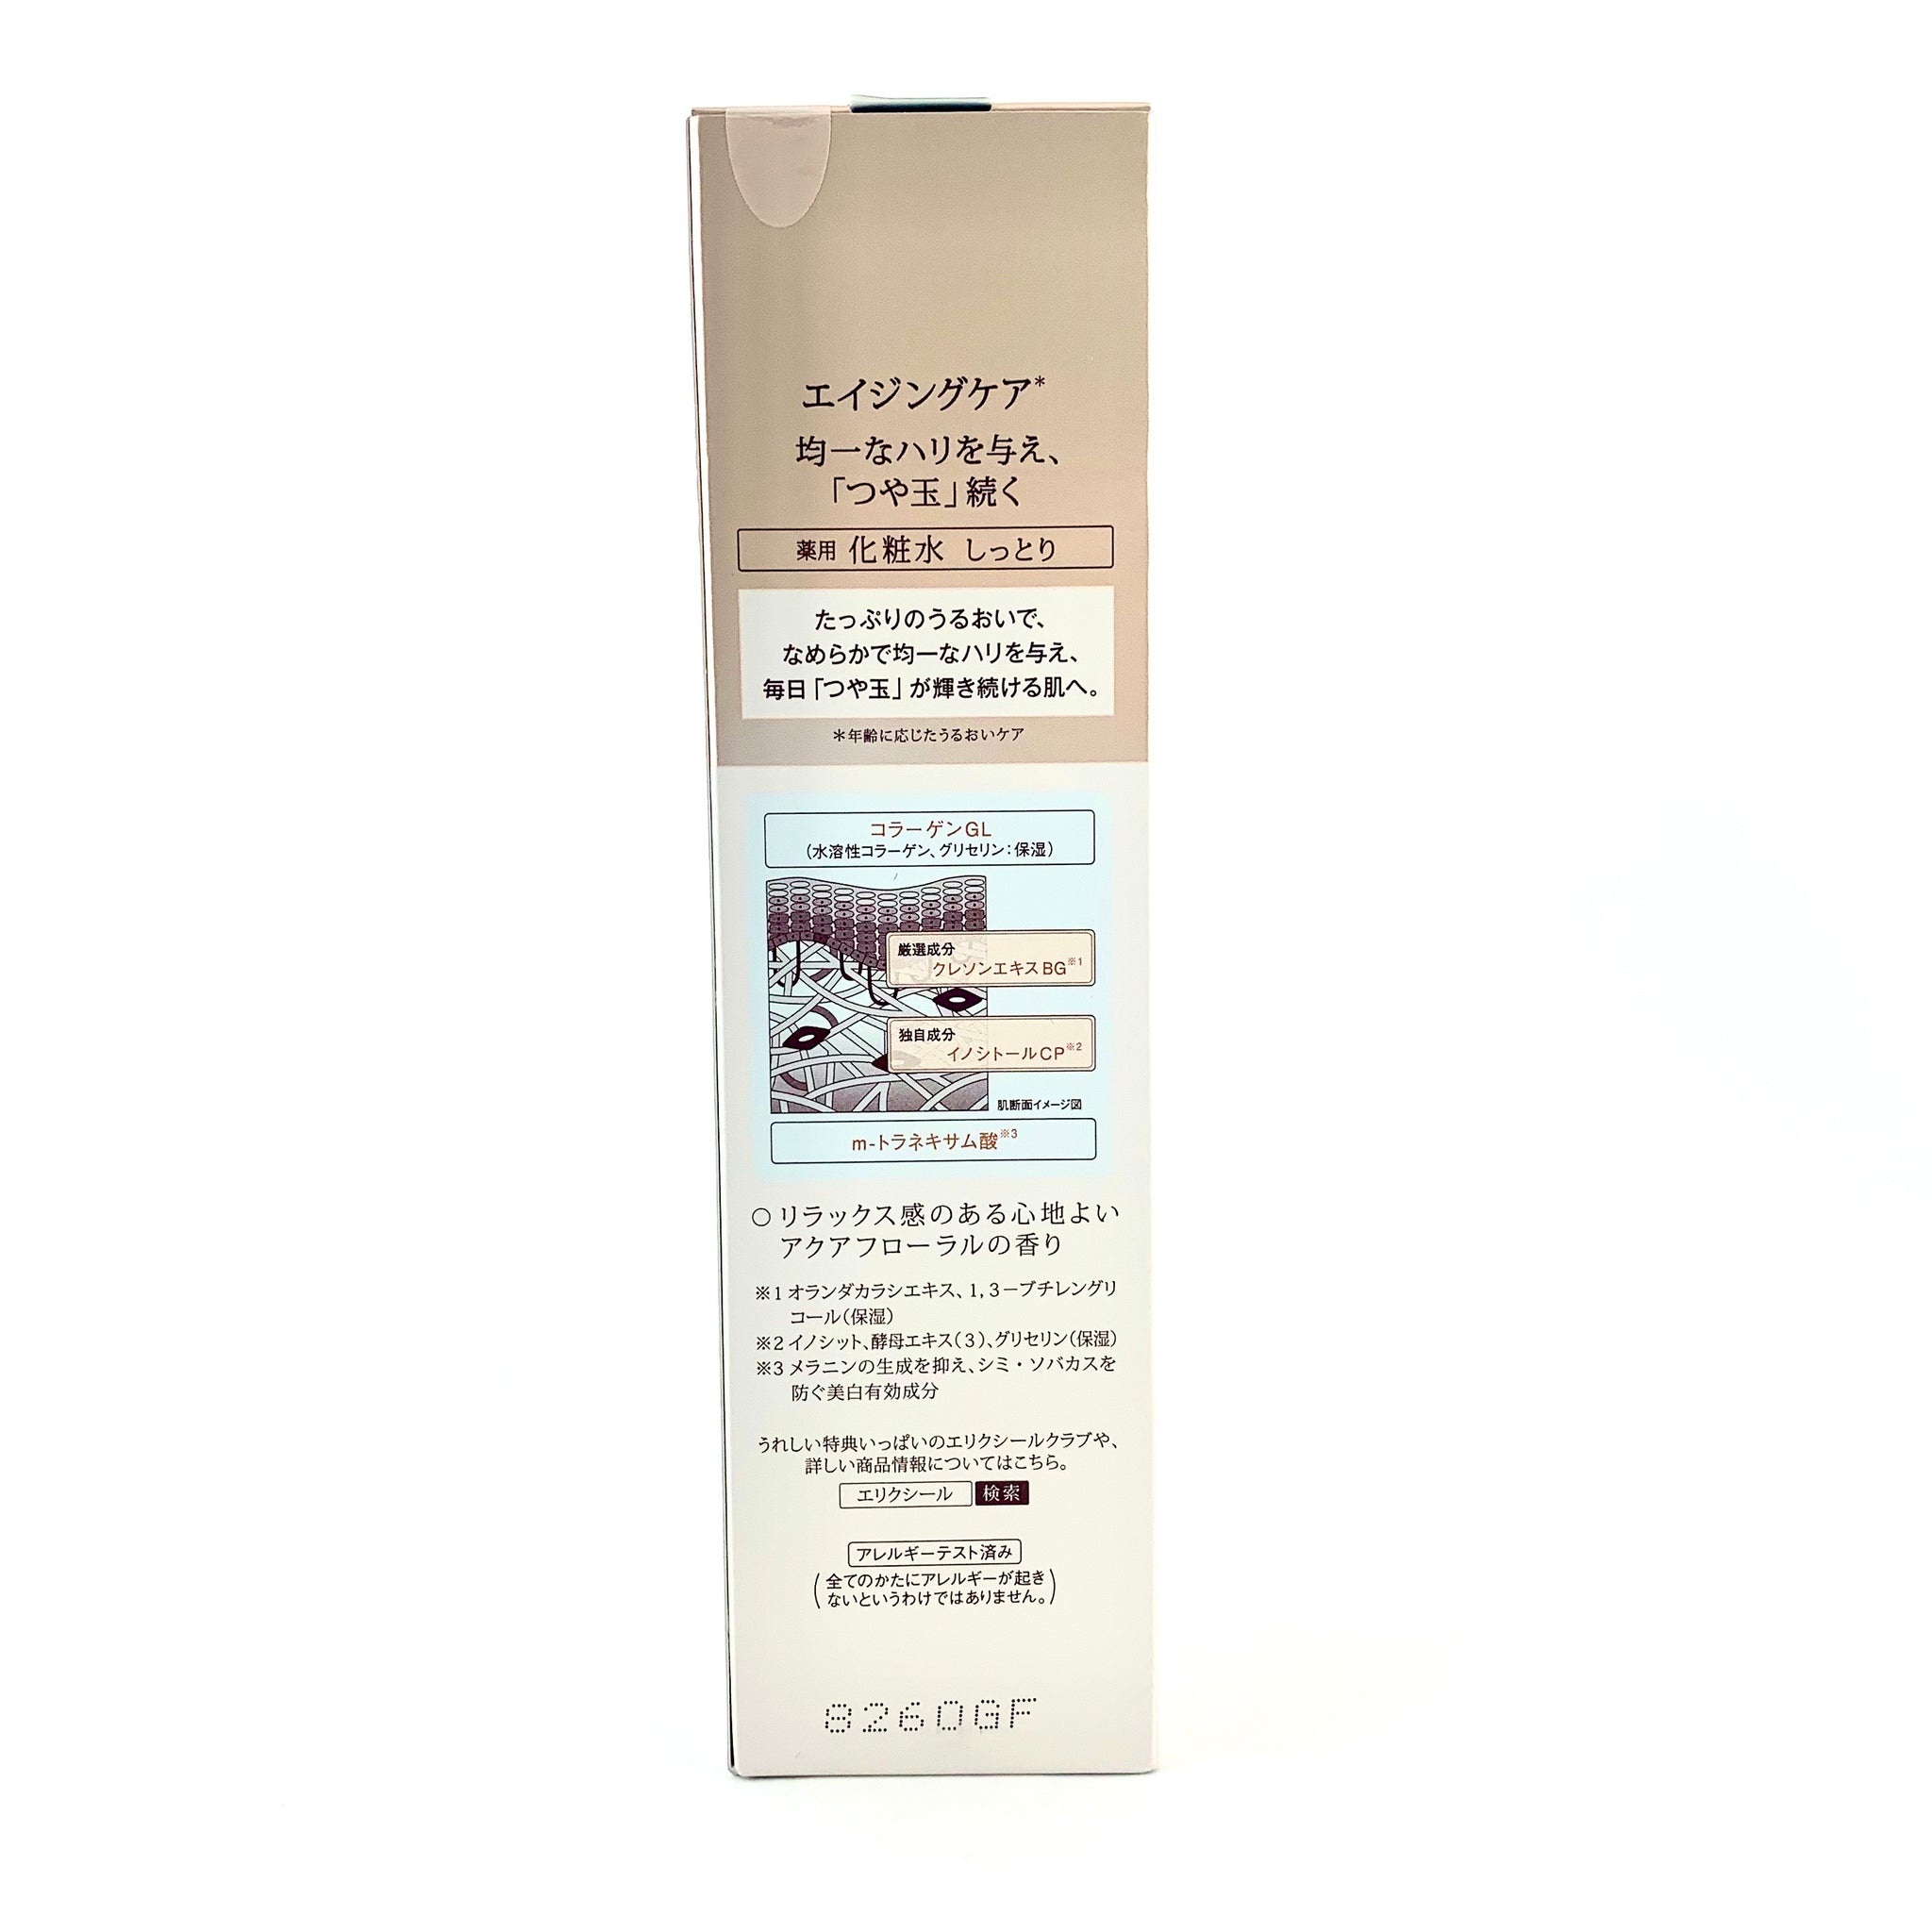 エイジングケア*
均一なハリを与え、
「つや玉」続く
薬用 化粧水 しっとり
たっぷりのうるおいで、
なめらかで均一なハリを与え、
毎日「つや玉」が輝き続ける肌へ。
*年齢に応じたうるおいケア
コラーゲンGL
(水溶性コラーゲン、グリセリン:保湿)
厳選成分
クレソンエキスBG※1
独自成分
イノシトールCP※2
肌断面イメージ図
m-トラネキサム酸※3
○リラックス感のある心地よい
アクアフローラルの香り
※1 オランダカラシエキス、1,3-ブチレングリ
コール(保湿)
※2 イノシット、酵母エキス(3)、グリセリン(保湿)
※3 メラニンの生成を抑え、シミ・ソバカスを
防ぐ美白有効成分
うれしい特典いっぱいのエリクシールクラブや、
詳しい商品情報についてはこちら。
エリクシール 検索
アレルギーテスト済み
(全てのかたにアレルギーが起き
ないというわけではありません。)
8260GF